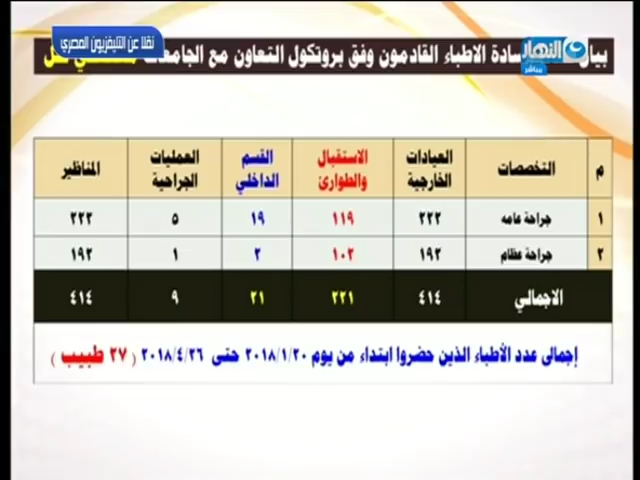 نقلا عن التليفزيون المصري
النهار
مباشر
بيان السادة الاطباء القادمون وفق بروتكول التعاون مع الجامعات
م التخصصات العيادات الخارجية الاستقبال والطوارئ القسم الداخلي العمليات الجراحية المناظير
١ جراحة عامه ٢٢٢ ١١٩ ١٩ ٥ ٢٢٢
٢ جراحة عظام ١٩٢ ١٠٢ ٢ ١ ١٩٢
الاجمالي ٤١٤ ٢٢١ ٢١ ٩ ٤١٤
إجمالى عدد الأطباء الذين حضروا ابتداء من يوم ٢٠١٨/١/٢٠ حتى ٢٠١٨/٤/٢٦ ( ٢٧ طبيب )